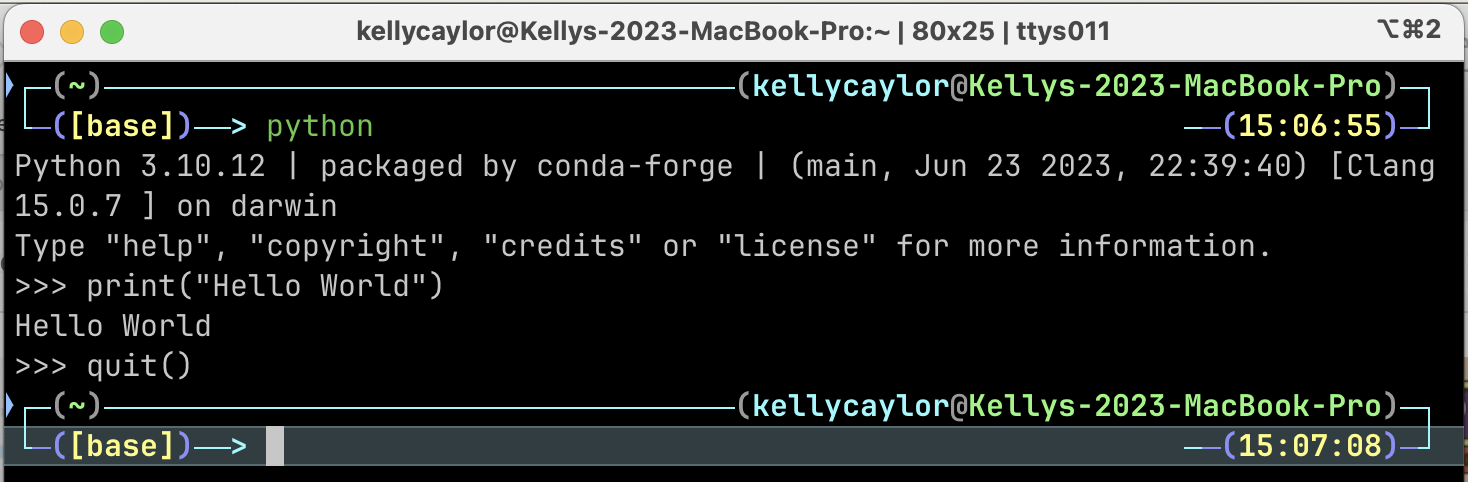 kellycaylor@Kellys-2023-MacBook-Pro:~ | 80x25 | ttys011 ⌥⌘2
(~) (kellycaylor@Kellys-2023-MacBook-Pro)
([base])—> python (15:06:55)
Python 3.10.12 | packaged by conda-forge | (main, Jun 23 2023, 22:39:40) [Clang
15.0.7 ] on darwin
Type "help", "copyright", "credits" or "license" for more information.
>>> print("Hello World")
Hello World
>>> quit()
(~) (kellycaylor@Kellys-2023-MacBook-Pro)
([base])—> (15:07:08)